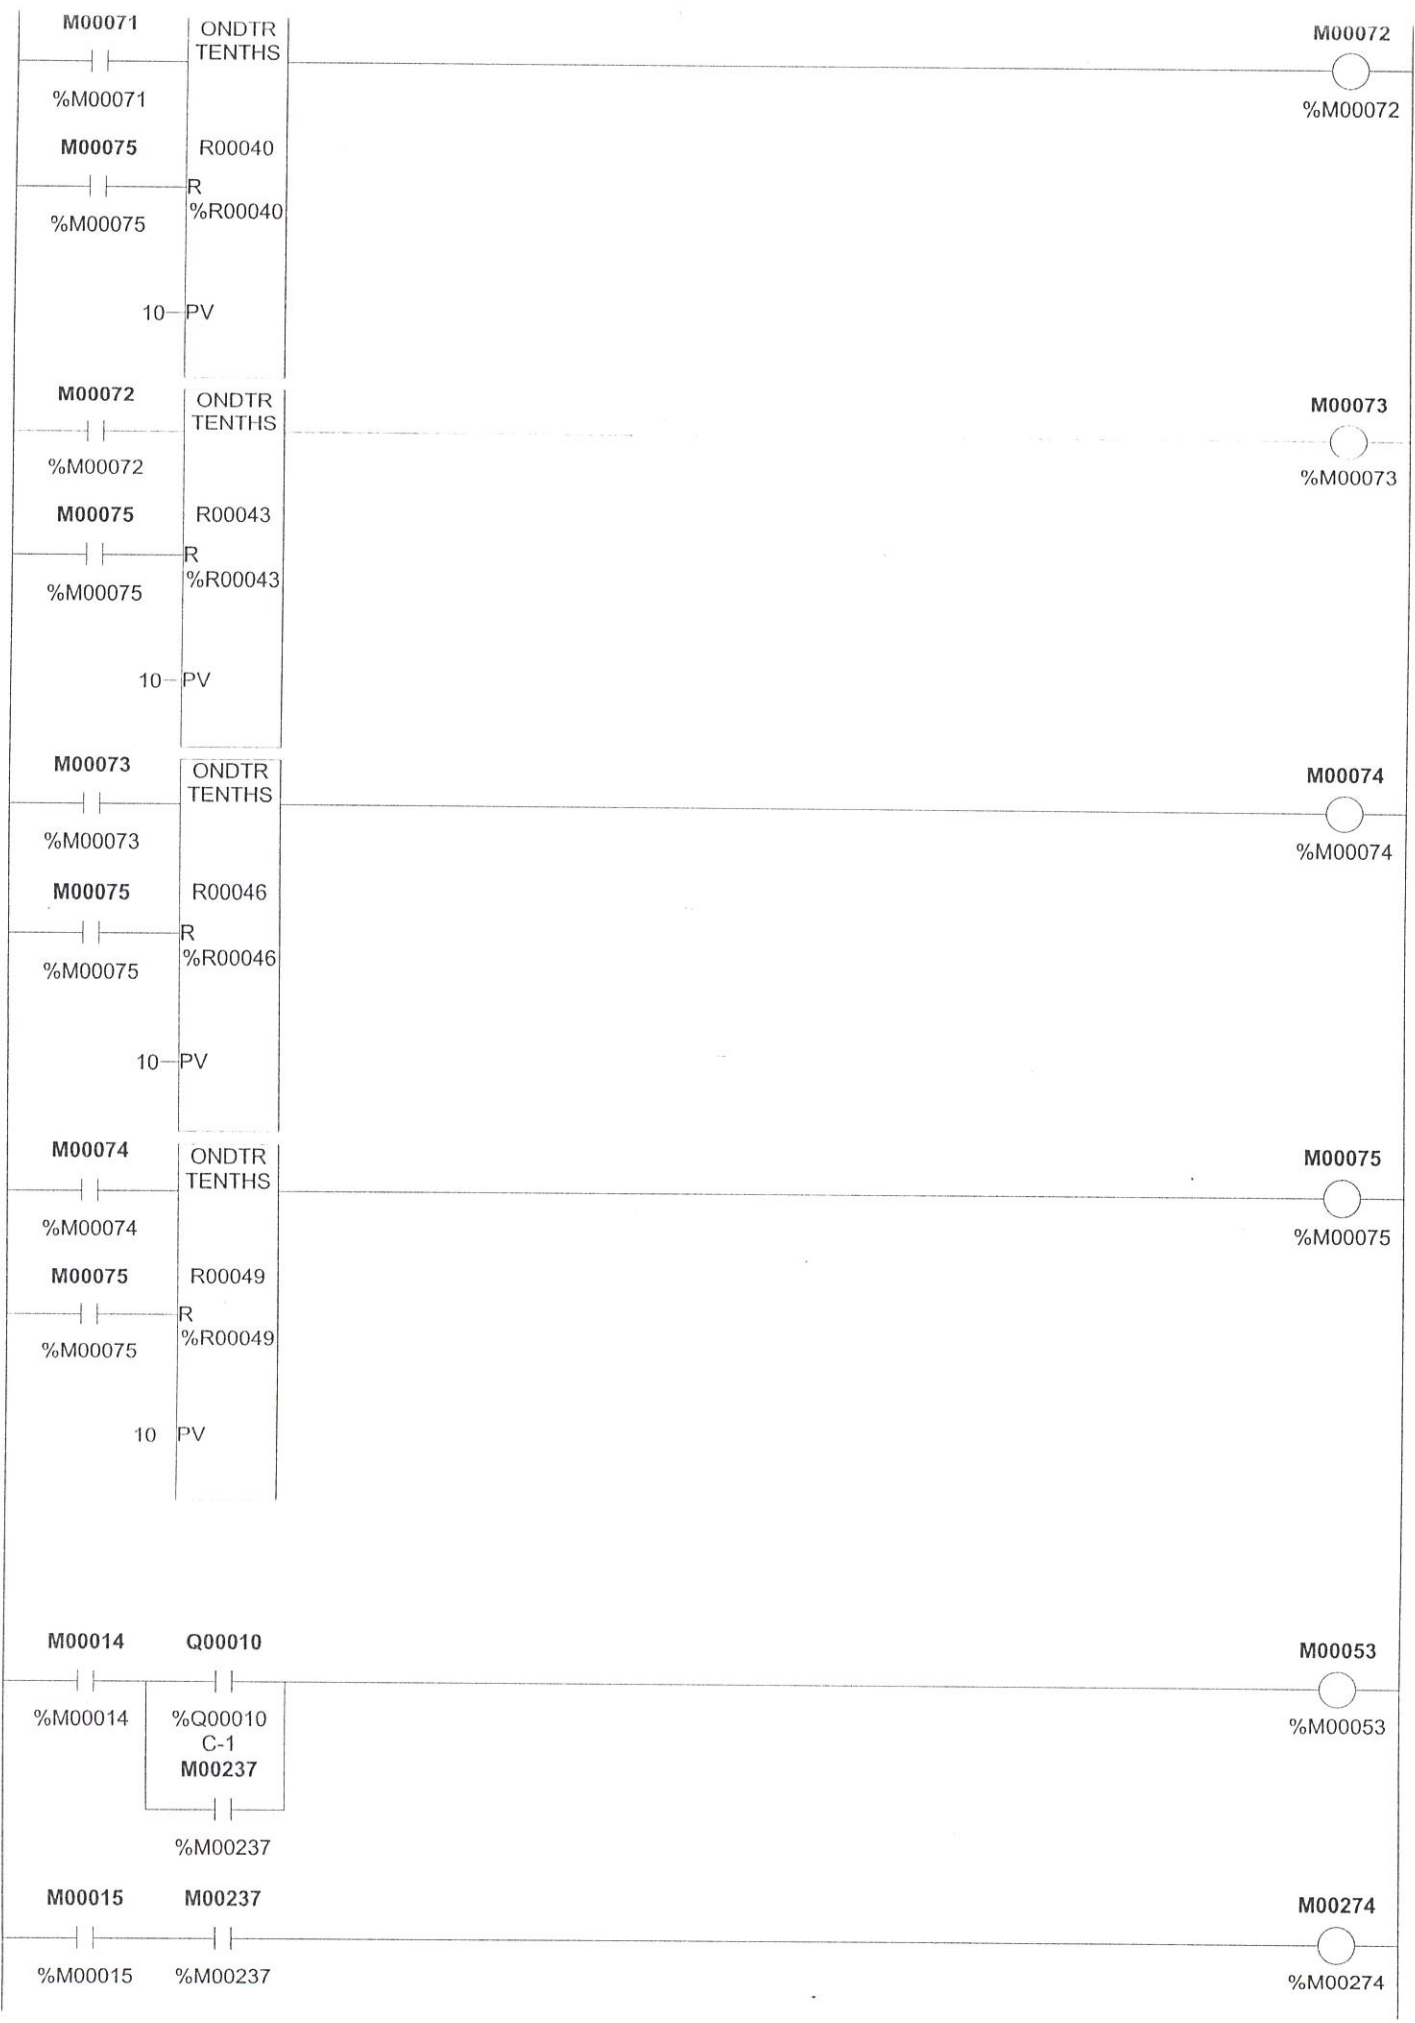 M00071
ONDTR
TENTHS
M00072
%M00071
%M00072
M00075
R00040
R
%M00075
%R00040
10
PV
M00072
ONDTR
TENTHS
M00073
%M00072
%M00073
M00075
R00043
R
%M00075
%R00043
10
PV
M00073
ONDTR
TENTHS
M00074
%M00073
%M00074
M00075
R00046
R
%M00075
%R00046
10
PV
M00074
ONDTR
TENTHS
M00075
%M00074
%M00075
M00075
R00049
R
%M00075
%R00049
10
PV
M00014
Q00010
M00053
%M00014
%Q00010
%M00053
C-1
M00237
%M00237
M00015
M00237
M00274
%M00015
%M00237
%M00274